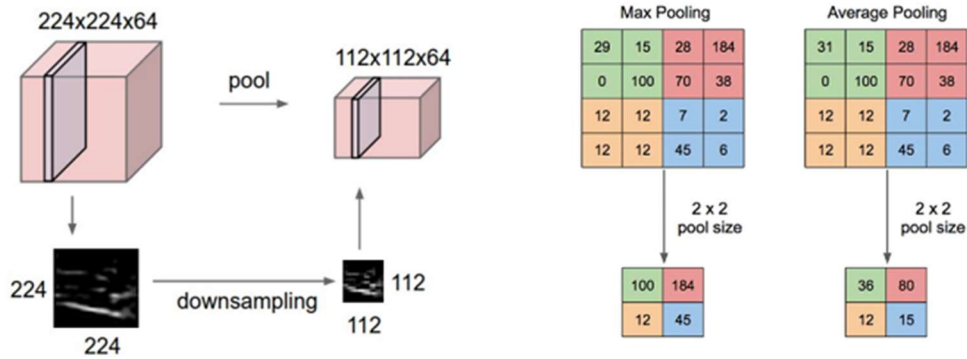 224x224x64
pool
112x112x64
224
224
downsampling
112
112
Max Pooling
29 15 28 184
0 100 70 38
12 12 7 2
12 12 45 6
2 x 2
pool size
100 184
12 45
Average Pooling
31 15 28 184
0 100 70 38
12 12 7 2
12 12 45 6
2 x 2
pool size
36 80
12 15